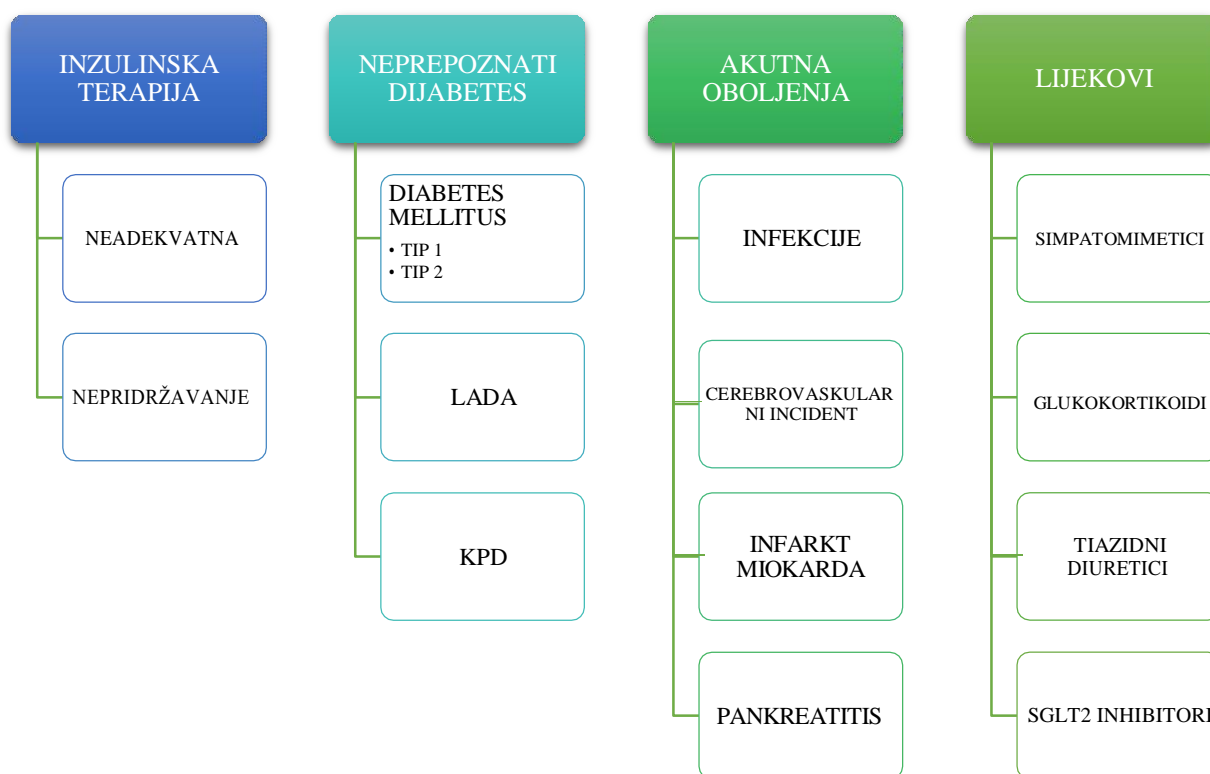 INZULINSKA
TERAPIJA
NEADEKVATNA
NEPRIDRŽAVANJE
NEPREPOZNATI
DIJABETES
DIABETES
MELLITUS
• TIP 1
• TIP 2
LADA
KPD
AKUTNA
OBOLJENJA
INFEKCIJE
CEREBROVASKULAR
NI INCIDENT
INFARKT
MIOKARDA
PANKREATITIS
LIJEKOVI
SIMPATOMIMETICI
GLUKOKORTIKOIDI
TIAZIDNI
DIURETICI
SGLT2 INHIBITORI